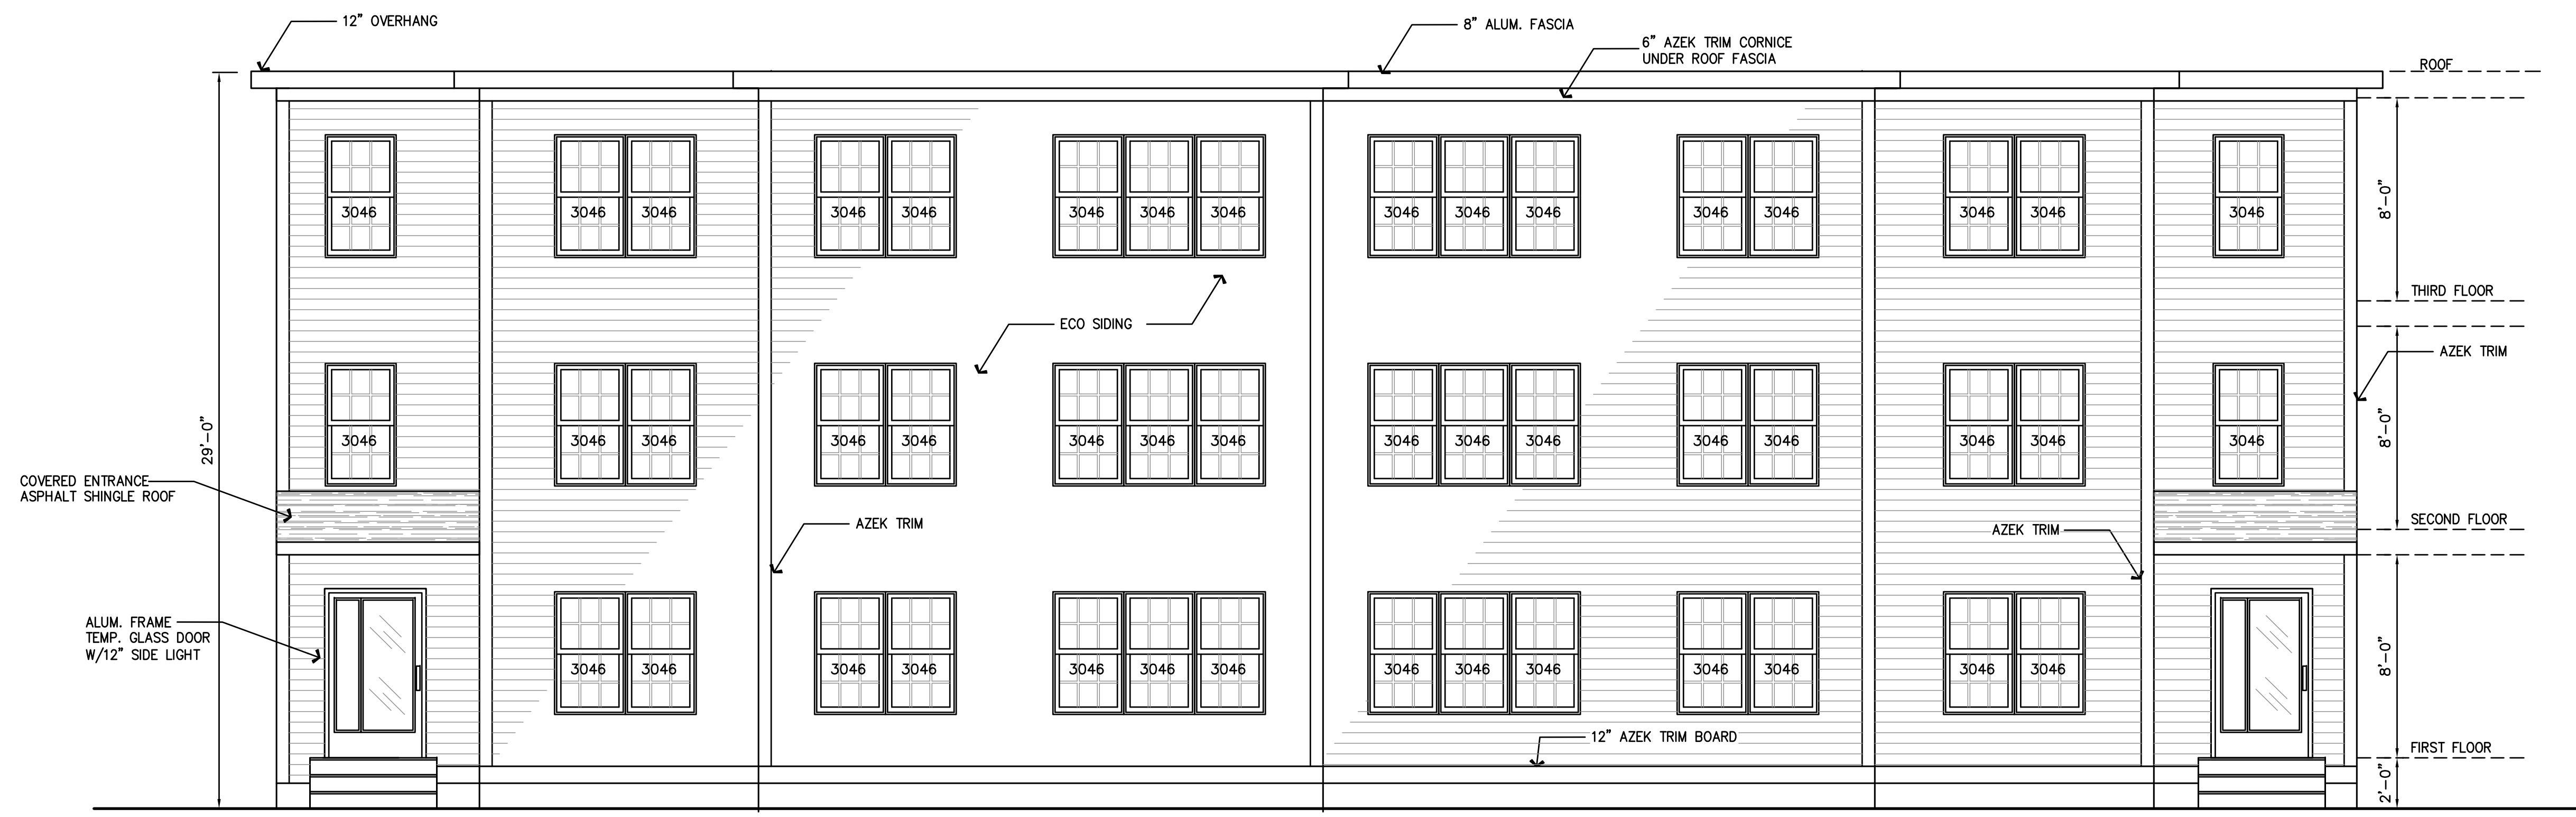 12" OVERHANG
8" ALUM. FASCIA
6" AZEK TRIM CORNICE
UNDER ROOF FASCIA
ROOF
3046 3046 3046 3046 3046 3046 3046 3046 3046 3046 3046 3046 3046 3046 3046 3046
8'-0"
THIRD FLOOR
ECO SIDING
AZEK TRIM
29'-0"
3046 3046 3046 3046 3046 3046 3046 3046 3046 3046 3046 3046 3046 3046 3046 3046
8'-0"
COVERED ENTRANCE
ASPHALT SHINGLE ROOF
AZEK TRIM
AZEK TRIM
SECOND FLOOR
ALUM. FRAME
TEMP. GLASS DOOR
W/12" SIDE LIGHT
3046 3046 3046 3046 3046 3046 3046 3046 3046 3046 3046 3046 3046 3046
8'-0"
12" AZEK TRIM BOARD
FIRST FLOOR
2'-0"